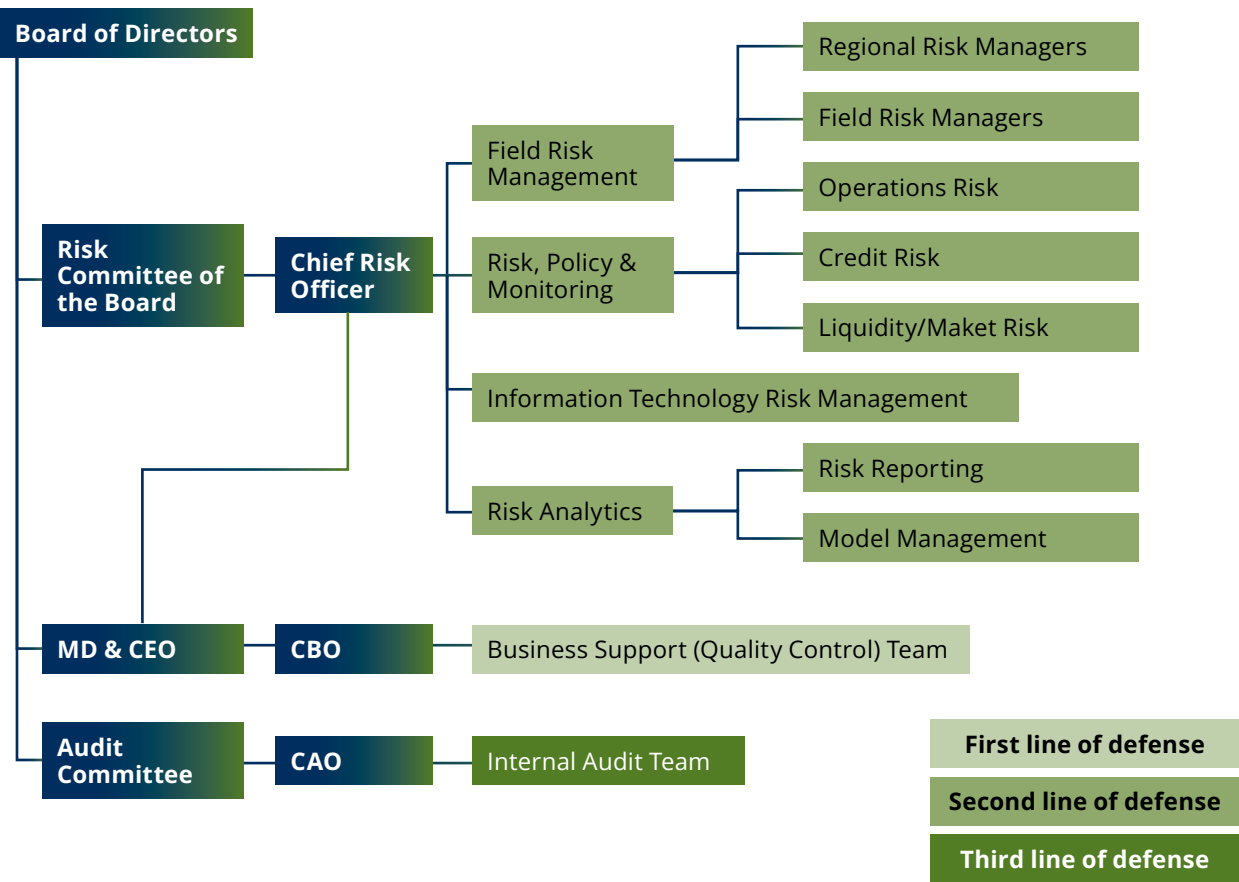 Board of Directors
Risk
Committee of
the Board
Chief Risk
Officer
Field Risk
Management
Regional Risk Managers
Field Risk Managers
Risk, Policy &
Monitoring
Operations Risk
Credit Risk
Liquidity/Maket Risk
Information Technology Risk Management
Risk Analytics
Risk Reporting
Model Management
MD & CEO
CBO
Business Support (Quality Control) Team
Audit
Committee
CAO
Internal Audit Team
First line of defense
Second line of defense
Third line of defense